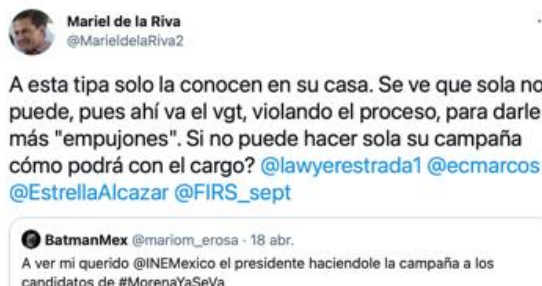 Mariel de la Riva
@MarieldelaRiva2
A esta tipa solo la conocen en su casa. Se ve que sola no
puede, pues ahí va el vgt, violando el proceso, para darle
más "empujones". Si no puede hacer sola su campaña
cómo podrá con el cargo? @lawyerestrada1 @ecmarcos
@EstrellaAlcazar @FIRS_sept
BatmanMex @mariom_erosa · 18 abr.
A ver mi querido @INEMexico el presidente haciendole la campaña a los
candidatos de #MorenaYaSeVa